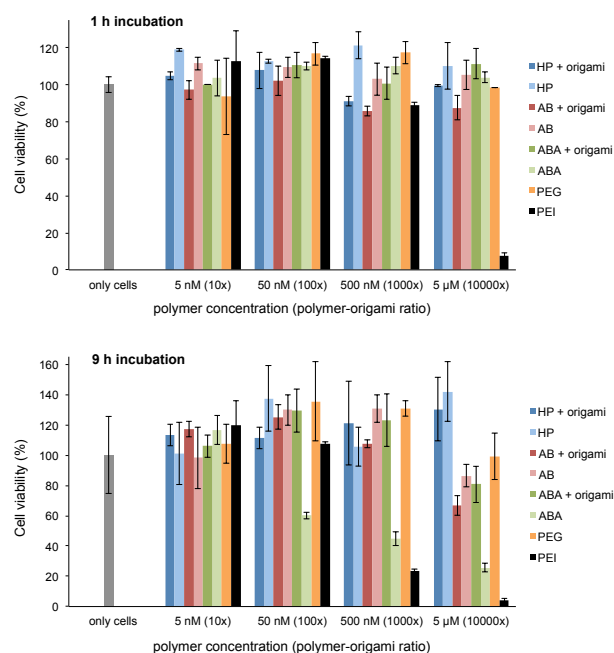 1 h incubation
120
100
80
60
40
20
0
Cell viability (%)
only cells
5 nM (10x)
50 nM (100x)
500 nM (1000x)
5 µM (10000x)
polymer concentration (polymer-origami ratio)
HP + origami
HP
AB + origami
AB
ABA + origami
ABA
PEG
PEI
9 h incubation
160
140
120
100
80
60
40
20
0
Cell viability (%)
only cells
5 nM (10x)
50 nM (100x)
500 nM (1000x)
5 µM (10000x)
polymer concentration (polymer-origami ratio)
HP + origami
HP
AB + origami
AB
ABA + origami
ABA
PEG
PEI